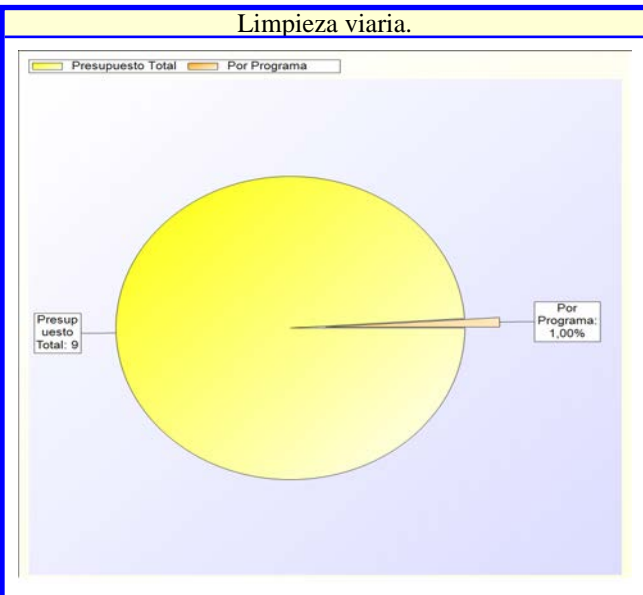 Limpieza viaria.
Presupuesto Total Por Programa
Presup
uesto
Total: 9
Por
Programa:
1,00%